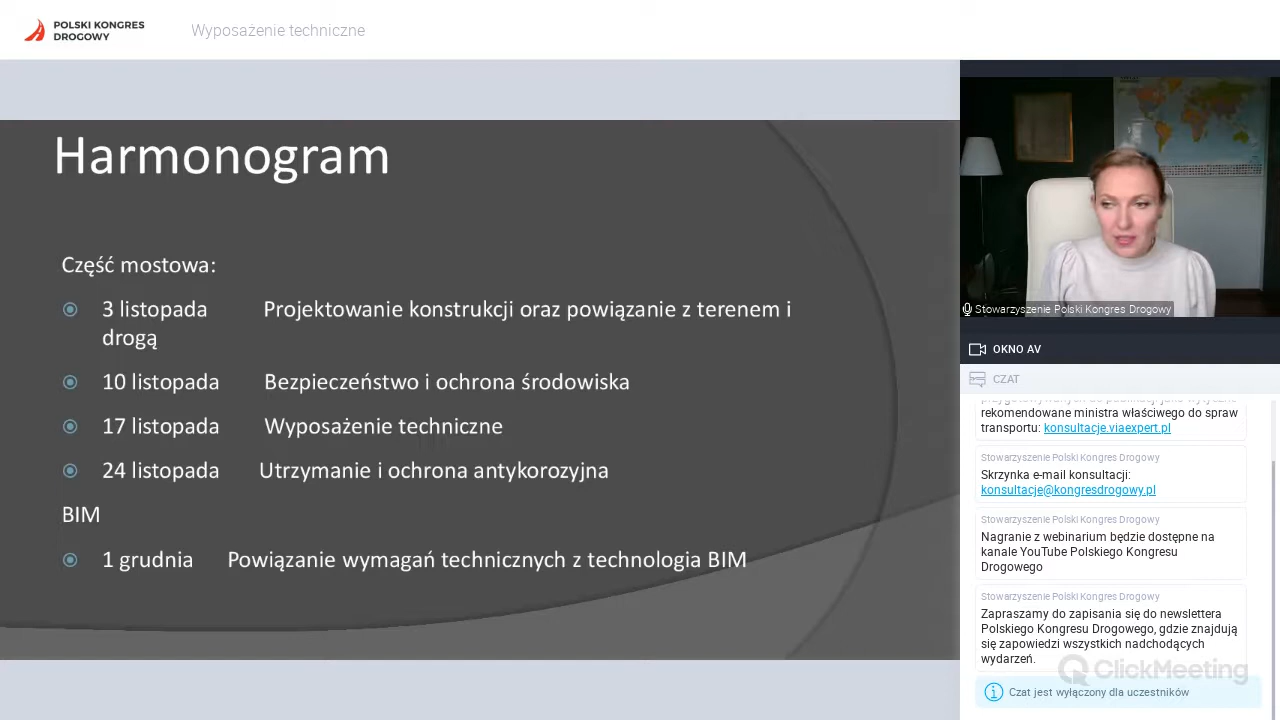 POLSKI KONGRES
DROGOWY
Wyposażenie techniczne
Harmonogram
Część mostowa:
3 listopada Projektowanie konstrukcji oraz powiązanie z terenem i
drogą
10 listopada Bezpieczeństwo i ochrona środowiska
17 listopada Wyposażenie techniczne
24 listopada Utrzymanie i ochrona antykorozyjna
BIM
1 grudnia Powiązanie wymagań technicznych z technologia BIM
Stowarzyszenie Polski Kongres Drogowy
OKNO AV
CZAT
rekomendowane ministra właściwego do spraw
transportu: konsultacje.viaexpert.pl
Stowarzyszenie Polski Kongres Drogowy
Skrzynka e-mail konsultacji:
konsultacje@kongresdrogowy.pl
Stowarzyszenie Polski Kongres Drogowy
Nagranie z webinarium będzie dostępne na
kanale YouTube Polskiego Kongresu
Drogowego
Stowarzyszenie Polski Kongres Drogowy
Zapraszamy do zapisania się do newslettera
Polskiego Kongresu Drogowego, gdzie znajdują
się zapowiedzi wszystkich nadchodzących
wydarzeń.
ClickMeeting
Czat jest wyłączony dla uczestników